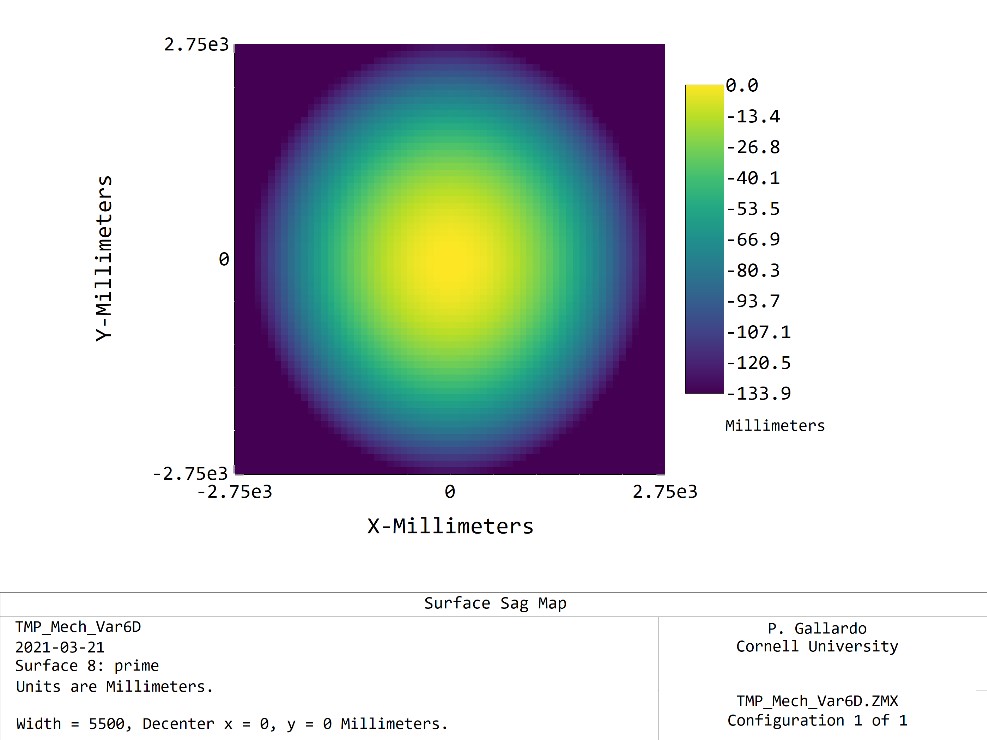 2.75e3
0
-2.75e3
Y-Millimeters
-2.75e3
0
2.75e3
X-Millimeters
0.0
-13.4
-26.8
-40.1
-53.5
-66.9
-80.3
-93.7
-107.1
-120.5
-133.9
Millimeters
Surface Sag Map
TMP_Mech_Var6D
2021-03-21
Surface 8: prime
Units are Millimeters.
Width = 5500, Decenter x = 0, y = 0 Millimeters.
P. Gallardo
Cornell University
TMP_Mech_Var6D.ZMX
Configuration 1 of 1